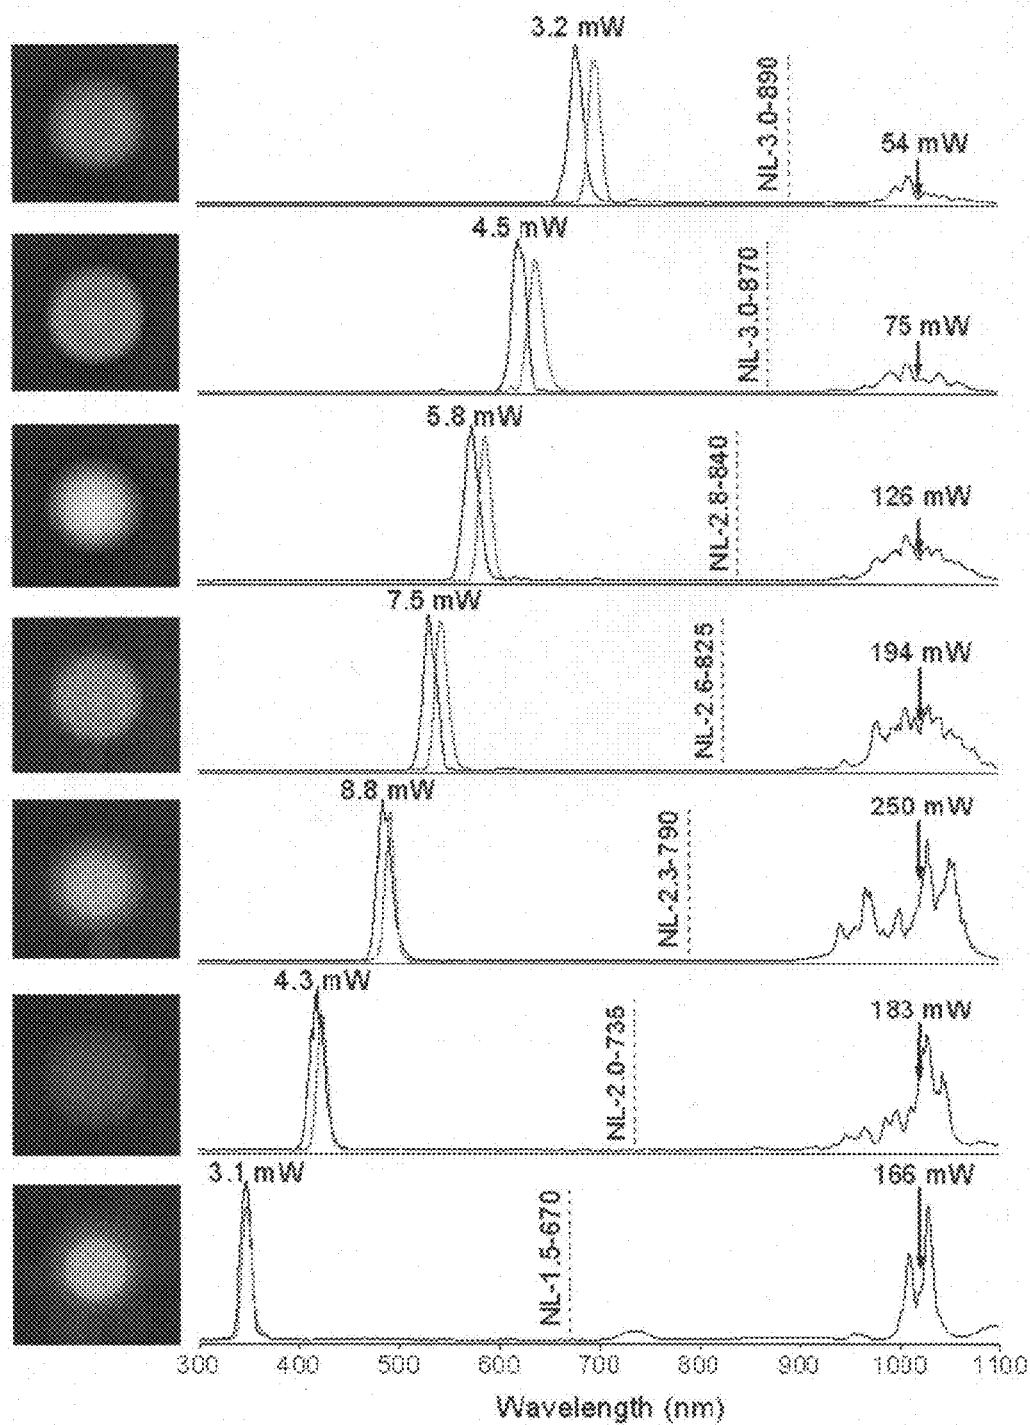 3.2 mW
NL-3.0-890
54 mW
4.5 mW
NL-3.0-870
75 mW
5.8 mW
NL-2.8-840
126 mW
7.5 mW
NL-2.6-825
194 mW
8.8 mW
NL-2.3-790
250 mW
4.3 mW
NL-2.0-735
183 mW
3.1 mW
NL-1.5-670
166 mW
300 400 500 600 700 800 900 1000 1100
Wavelength (nm)